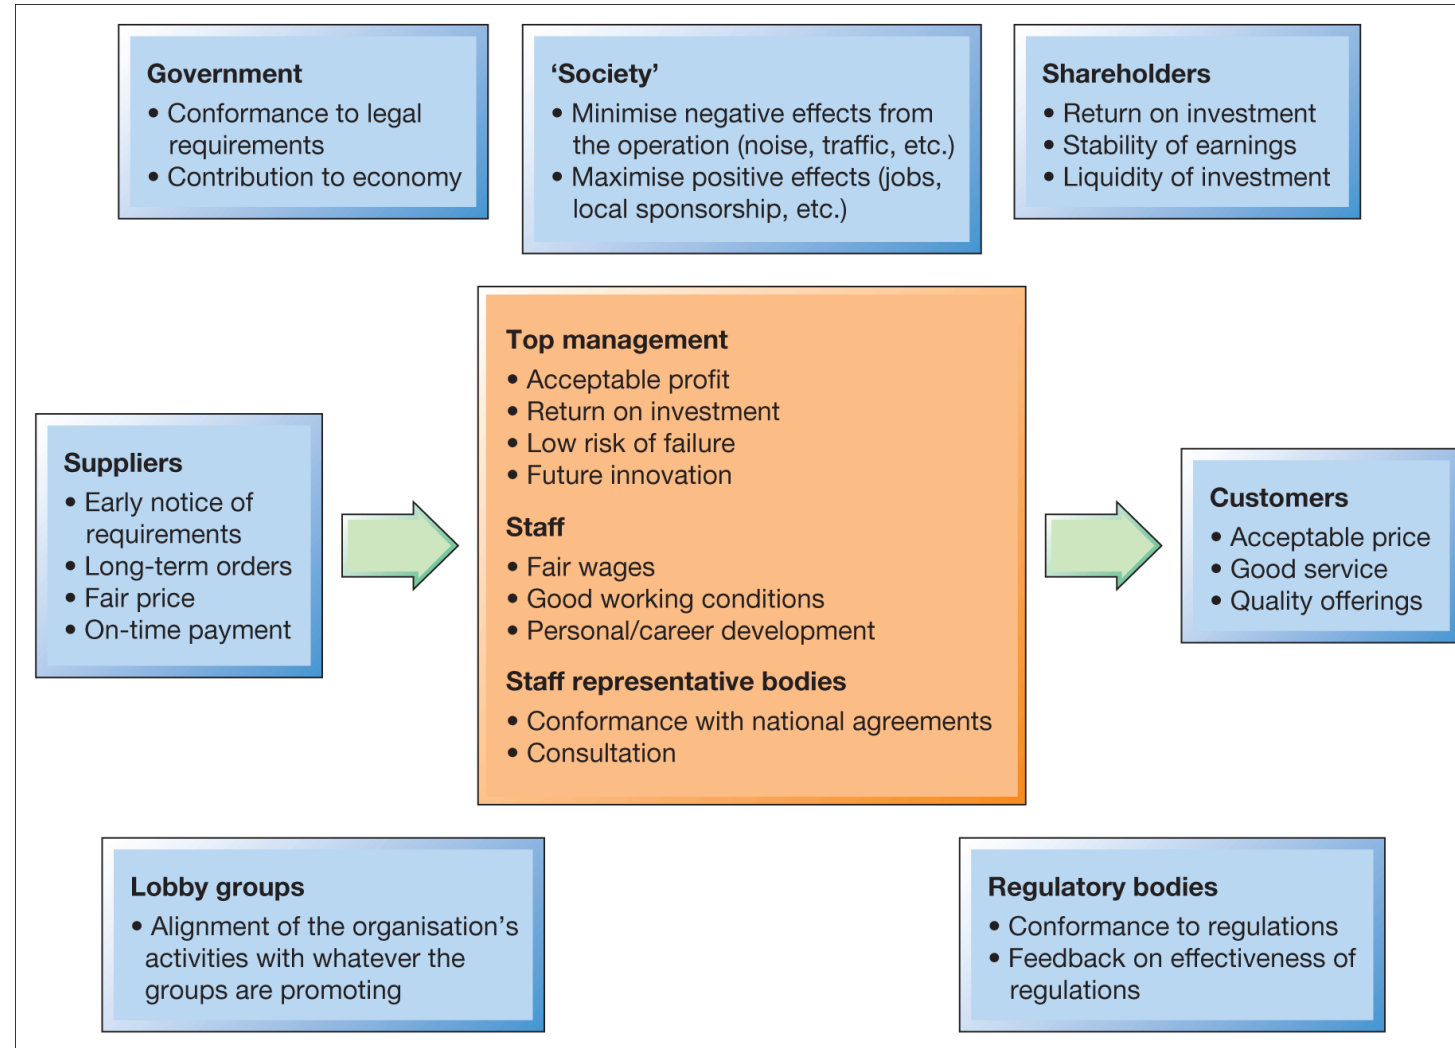 Government
• Conformance to legal
requirements
• Contribution to economy
‘Society’
• Minimise negative effects from
the operation (noise, traffic, etc.)
• Maximise positive effects (jobs,
local sponsorship, etc.)
Shareholders
• Return on investment
• Stability of earnings
• Liquidity of investment
Suppliers
• Early notice of
requirements
• Long-term orders
• Fair price
• On-time payment
Top management
• Acceptable profit
• Return on investment
• Low risk of failure
• Future innovation
Staff
• Fair wages
• Good working conditions
• Personal/career development
Staff representative bodies
• Conformance with national agreements
• Consultation
Customers
• Acceptable price
• Good service
• Quality offerings
Lobby groups
• Alignment of the organisation’s
activities with whatever the
groups are promoting
Regulatory bodies
• Conformance to regulations
• Feedback on effectiveness of
regulations